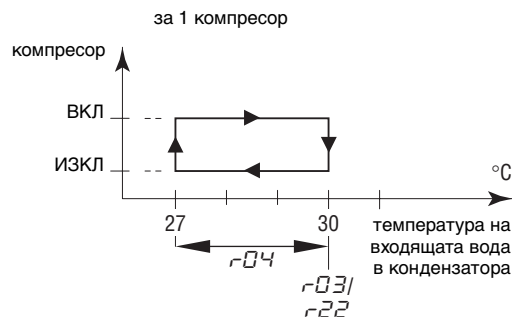 за 1 компресор
компресор
ВКЛ
ИЗКЛ
°C
27
30
температура на
входящата вода
в кондензатора
r04
r03/
r22